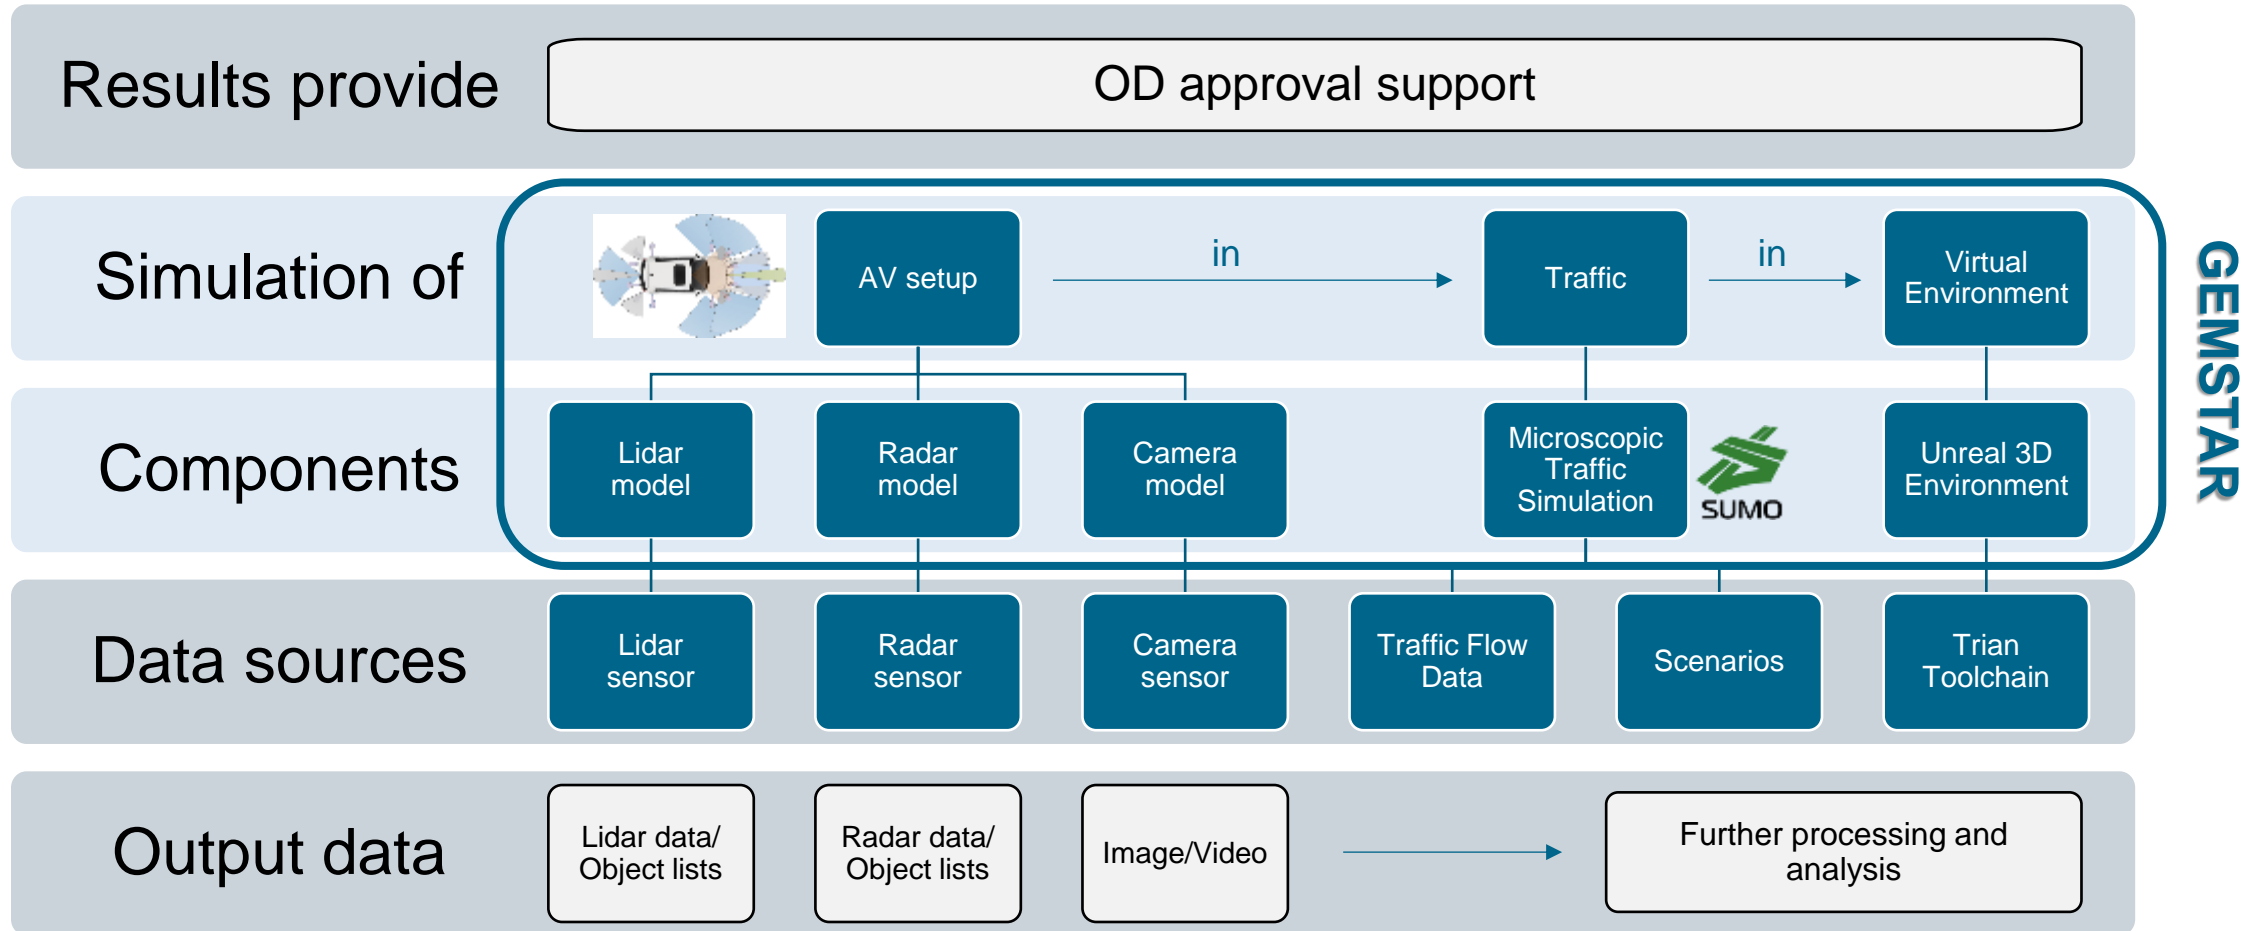 Results provide
OD approval support
Simulation of
AV setup
in
Traffic
in
Virtual
Environment
GEMSTAR
Components
Lidar
model
Radar
model
Camera
model
Microscopic
Traffic
Simulation
SUMO
Unreal 3D
Environment
Data sources
Lidar
sensor
Radar
sensor
Camera
sensor
Traffic Flow
Data
Scenarios
Trian
Toolchain
Output data
Lidar data/
Object lists
Radar data/
Object lists
Image/Video
Further processing and
analysis